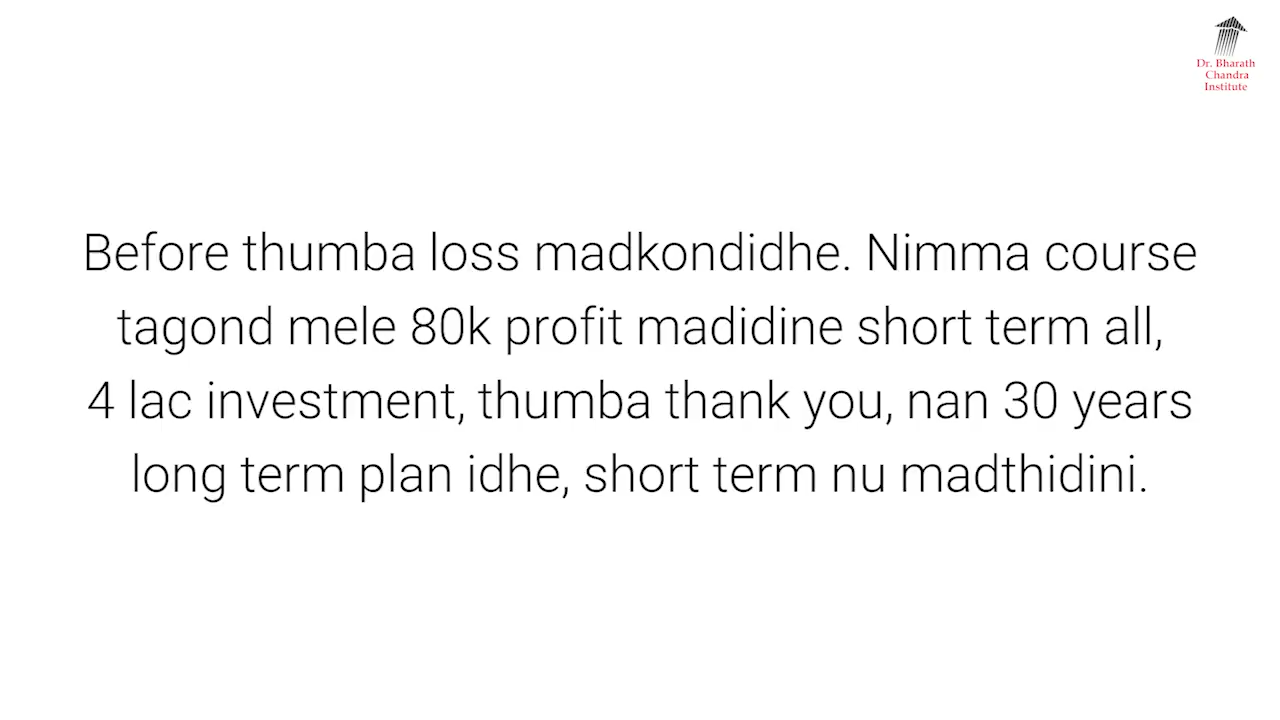 Dr. Bharath
Chandra
Institute
Before thumba loss madkondidhe. Nimma course
tagond mele 80k profit madidine short term all,
4 lac investment, thumba thank you, nan 30 years
long term plan idhe, short term nu madthidini.